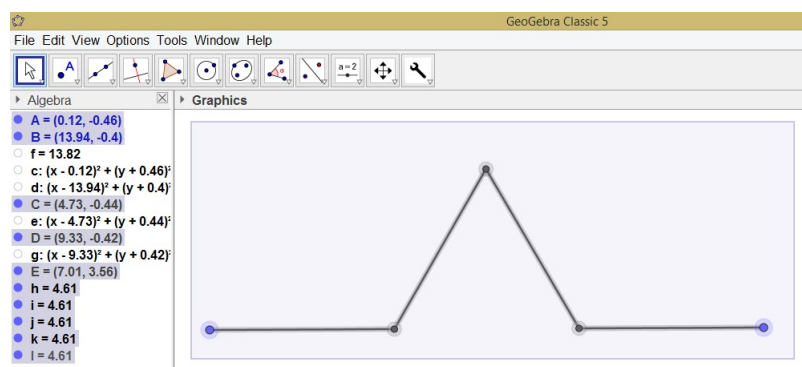 GeoGebra Classic 5
File Edit View Options Tools Window Help
A
a=2
Algebra
Graphics
A = (0.12, -0.46)
B = (13.94, -0.4)
f = 13.82
c: (x - 0.12)² + (y + 0.46)²
d: (x - 13.94)² + (y + 0.4)²
C = (4.73, -0.44)
e: (x - 4.73)² + (y + 0.44)²
D = (9.33, -0.42)
g: (x - 9.33)² + (y + 0.42)²
E = (7.01, 3.56)
h = 4.61
i = 4.61
j = 4.61
k = 4.61
l = 4.61